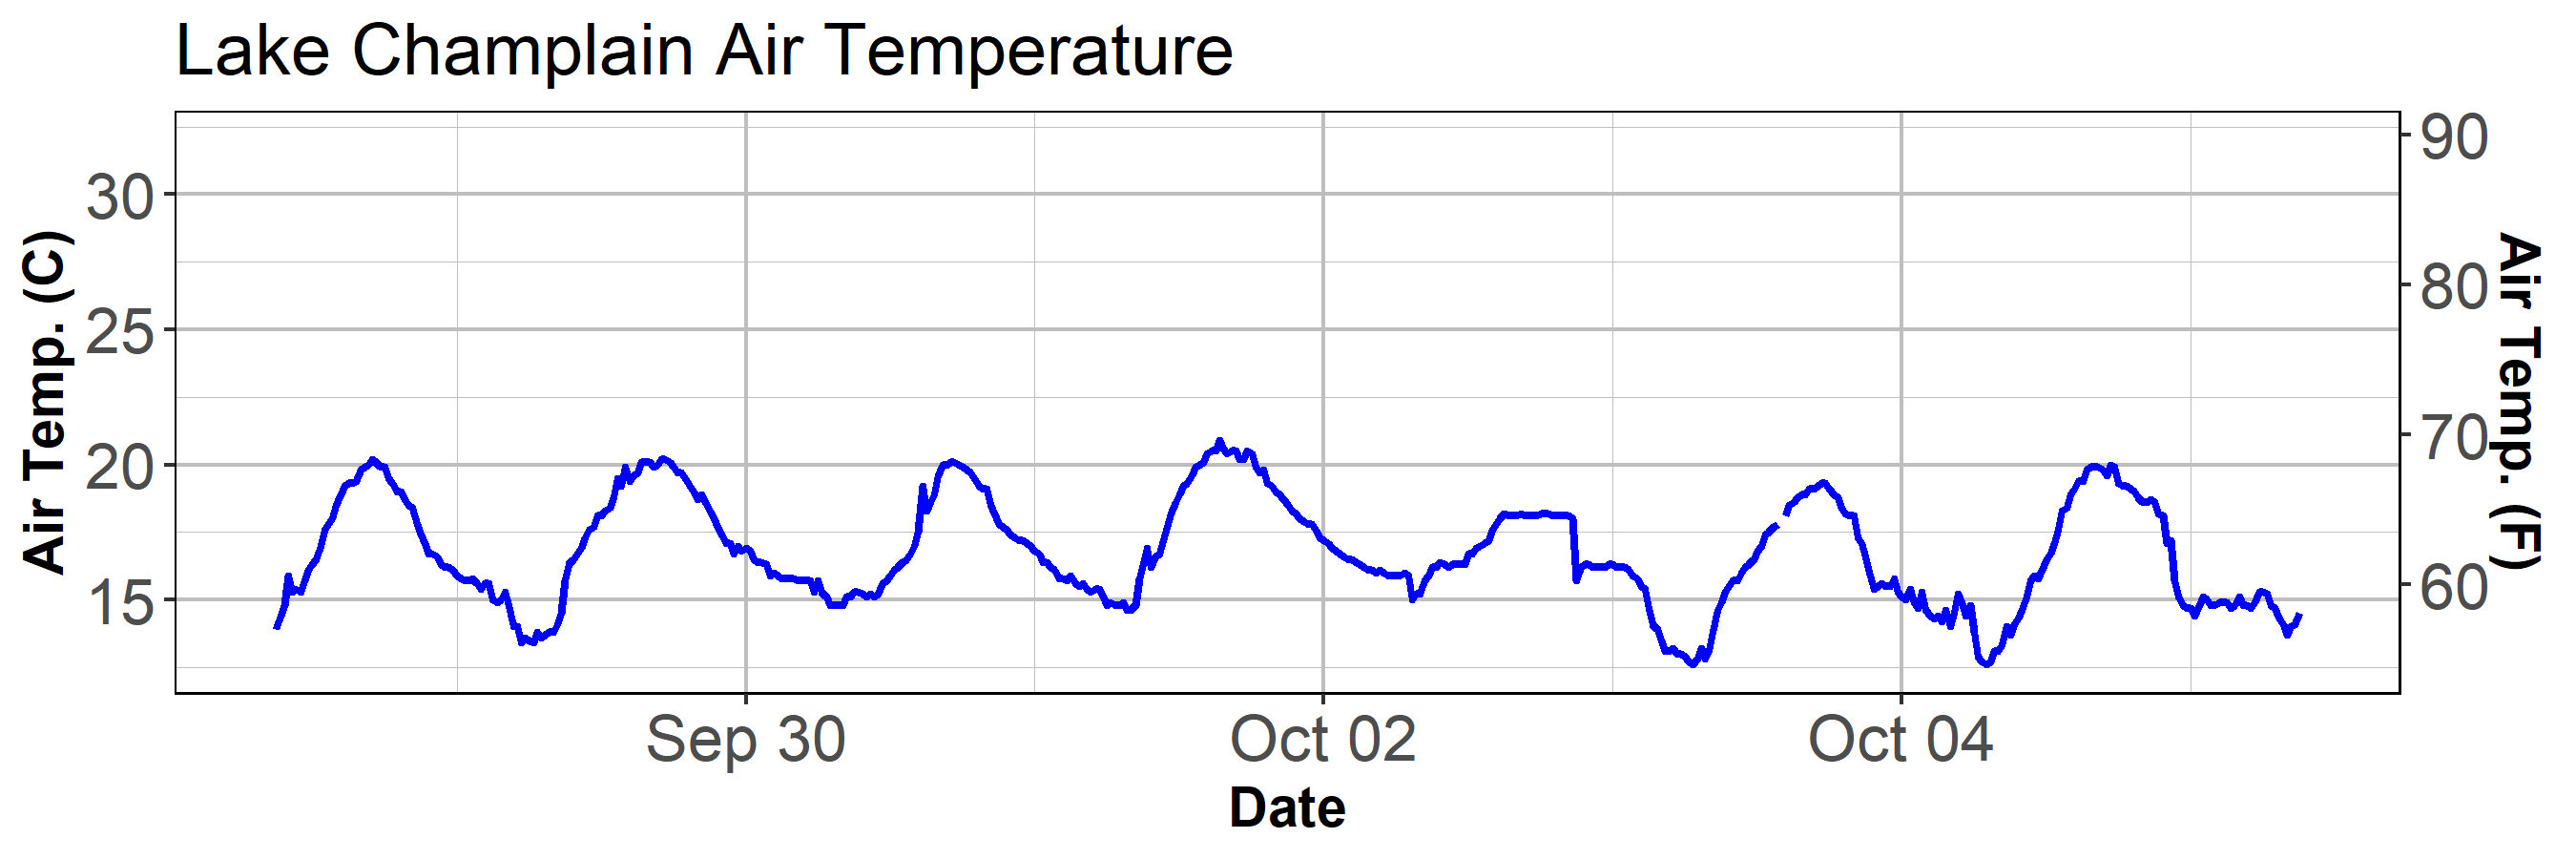 Lake Champlain Air Temperature
Air Temp. (C)
30
25
20
15
90
80
70
60
Air Temp. (F)
Sep 30
Oct 02
Oct 04
Date